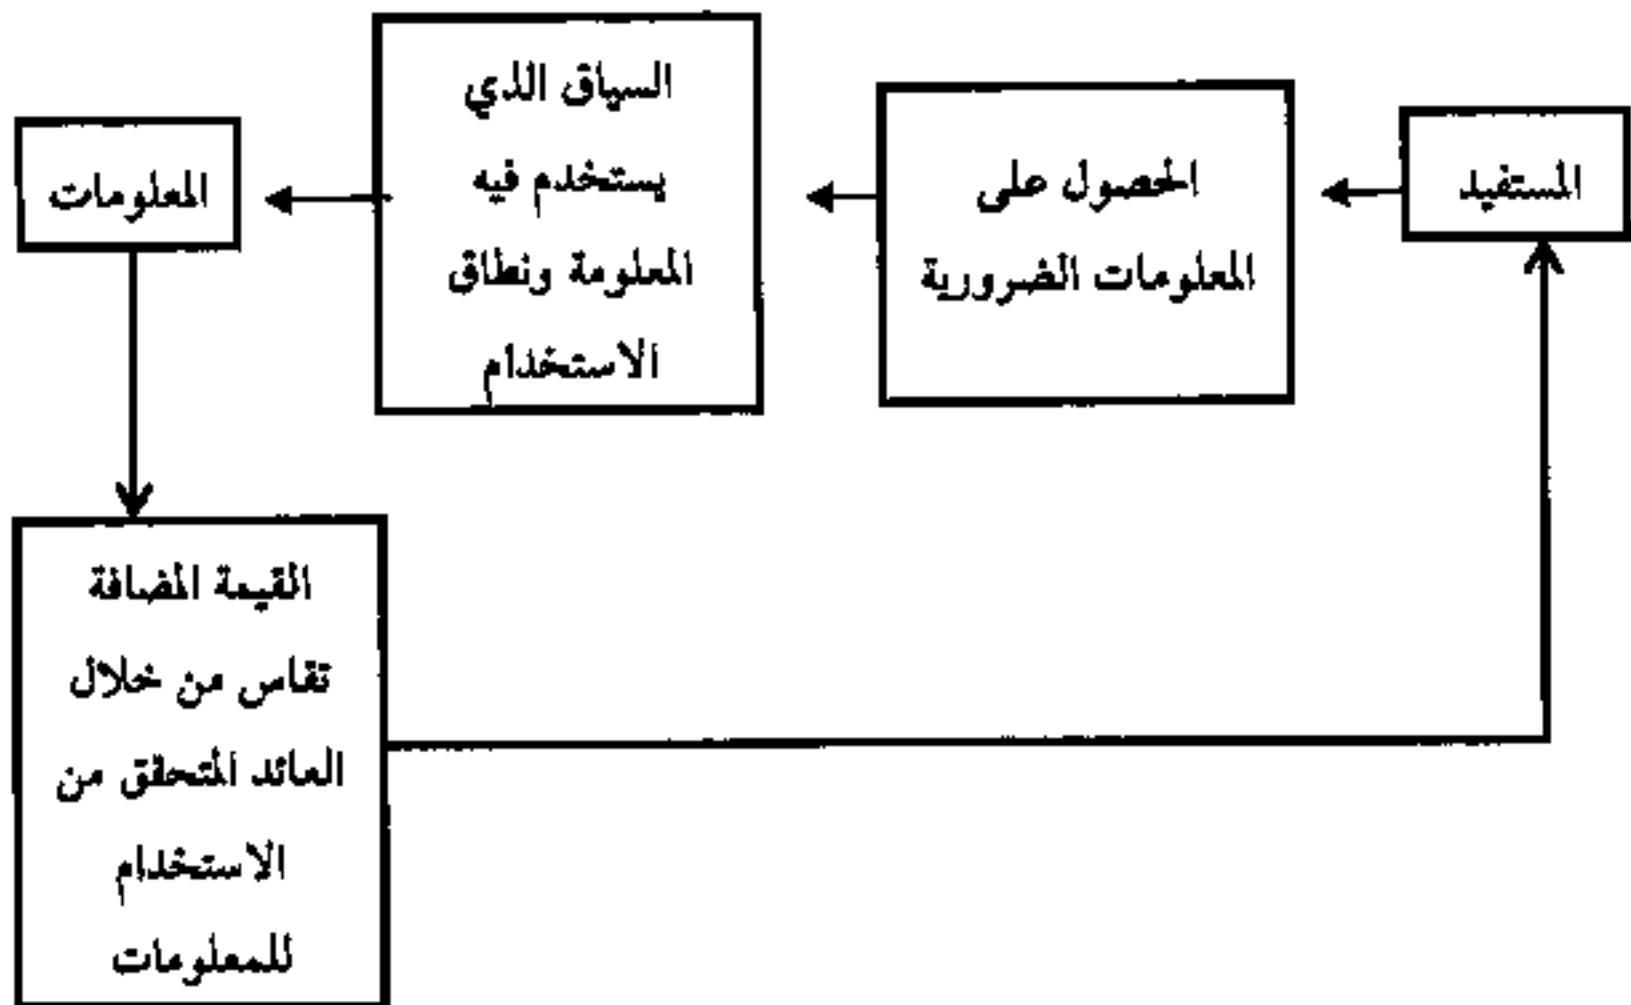 المستفيد
الحصول على
المعلومات الضرورية
السياق الذي
يستخدم فيه
المعلومة ونطاق
الاستخدام
المعلومات
القيمة المضافة
تقاس من خلال
العائد المتحقق من
الاستخدام
للمعلومات